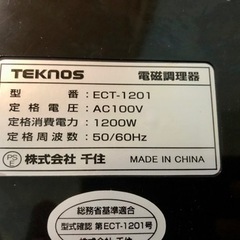 TEKNOS 電磁調理器
型番：ECT-1201
定格電圧：AC100V
定格消費電力：1200W
定格周波数：50/60Hz
PSE 株式会社 千住 MADE IN CHINA
総務省基準適合
型式確認 第ECT-1201号